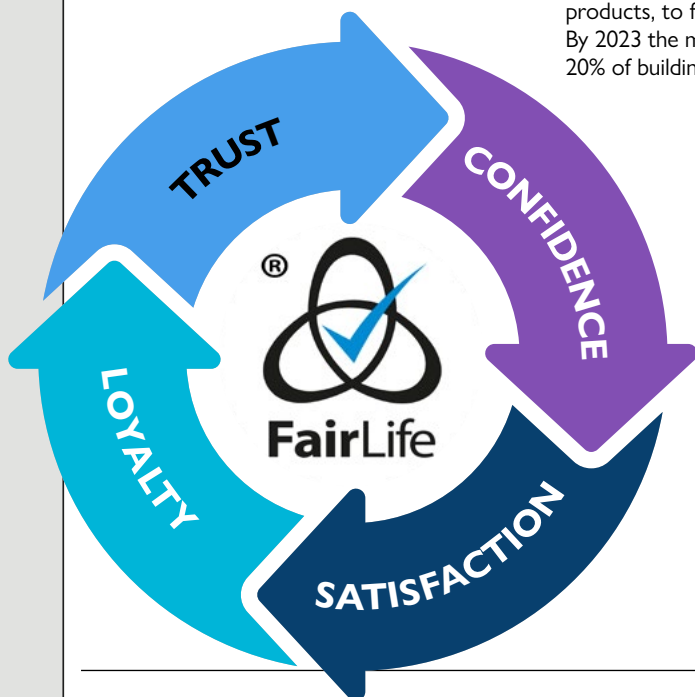 products, to f
By 2023 the m
20% of buildin
TRUST
CONFIDENCE
®
FairLife
LOYALTY
SATISFACTION